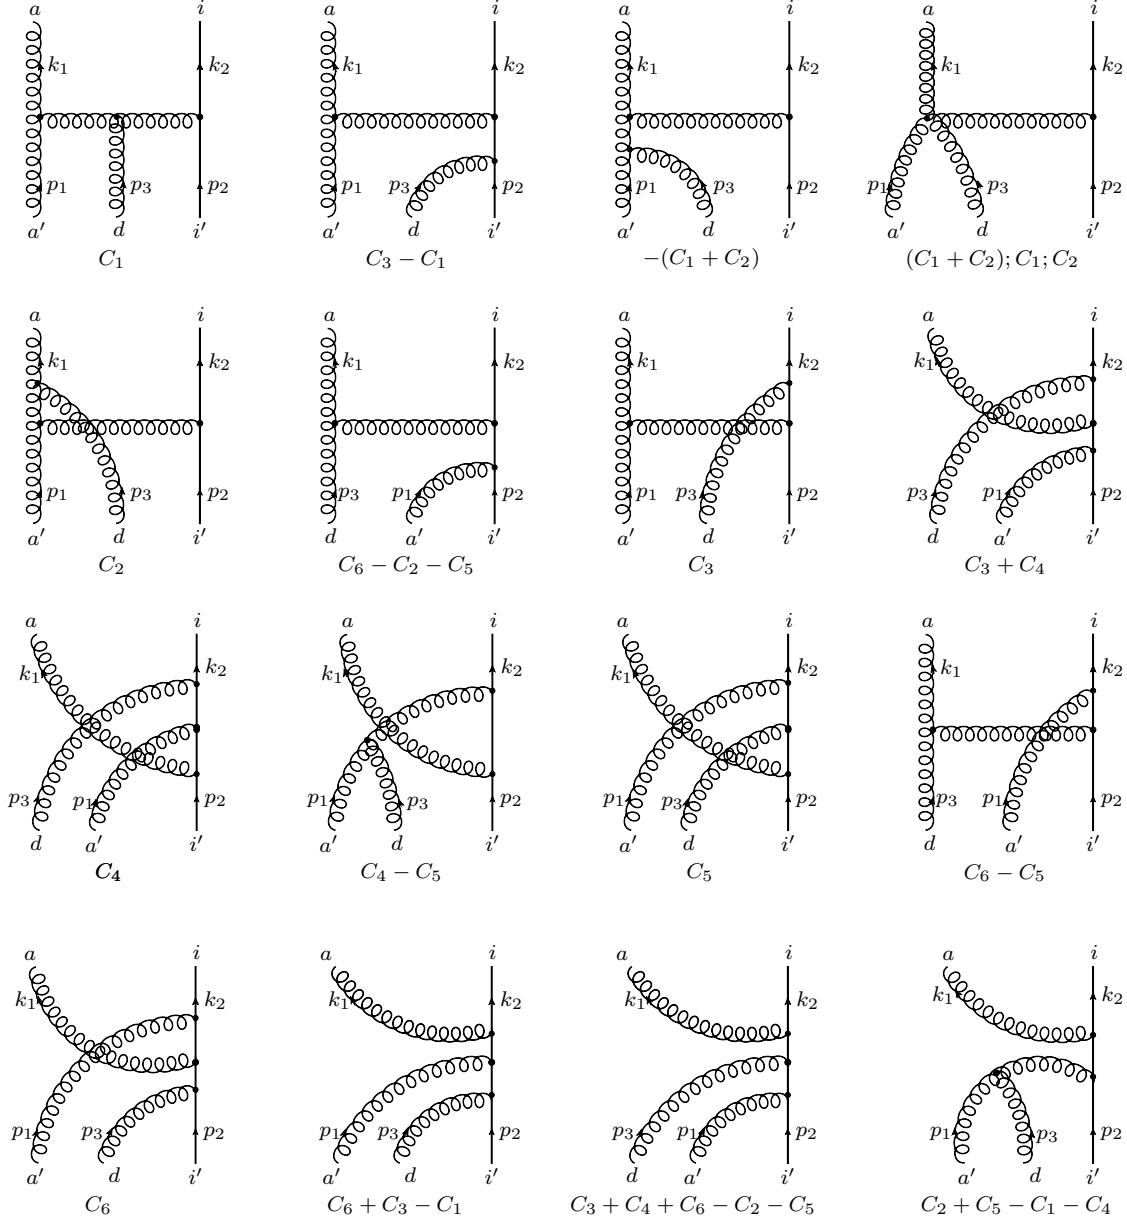 a i a i a i a i
k₁ k₂ k₁ k₂ k₁ k₂ k₁ k₂
p₁ p₃ p₂ p₃ p₁ p₂ p₁ p₃ p₂ p₁ p₃ p₂
a′ d i′ a′ d i′ a′ d i′ a′ d i′
C₁ C₃ − C₁ −(C₁ + C₂) (C₁ + C₂); C₁; C₂
a i a i a i a i
k₁ k₂ k₁ k₂ k₁ k₂ k₁ k₂
p₁ p₃ p₂ p₃ p₁ p₂ p₁ p₃ p₂ p₃ p₁ p₂
a′ d i′ d a′ i′ a′ d i′ d a′ i′
C₂ C₆ − C₂ − C₅ C₃ C₃ + C₄
a i a i a i a i
k₁ k₂ k₁ k₂ k₁ k₂ k₁ k₂
p₃ p₁ p₂ p₁ p₃ p₂ p₁ p₃ p₂ p₃ p₁ p₂
d a′ i′ a′ d i′ a′ d i′ d a′ i′
C₄ C₄ − C₅ C₅ C₆ − C₅
a i a i a i a i
k₁ k₂ k₁ k₂ k₁ k₂ k₁ k₂
p₁ p₃ p₂ p₁ p₃ p₂ p₃ p₁ p₂ p₁ p₃ p₂
a′ d i′ a′ d i′ d a′ i′ a′ d i′
C₆ C₆ + C₃ − C₁ C₃ + C₄ + C₆ − C₂ − C₅ C₂ + C₅ − C₁ − C₄